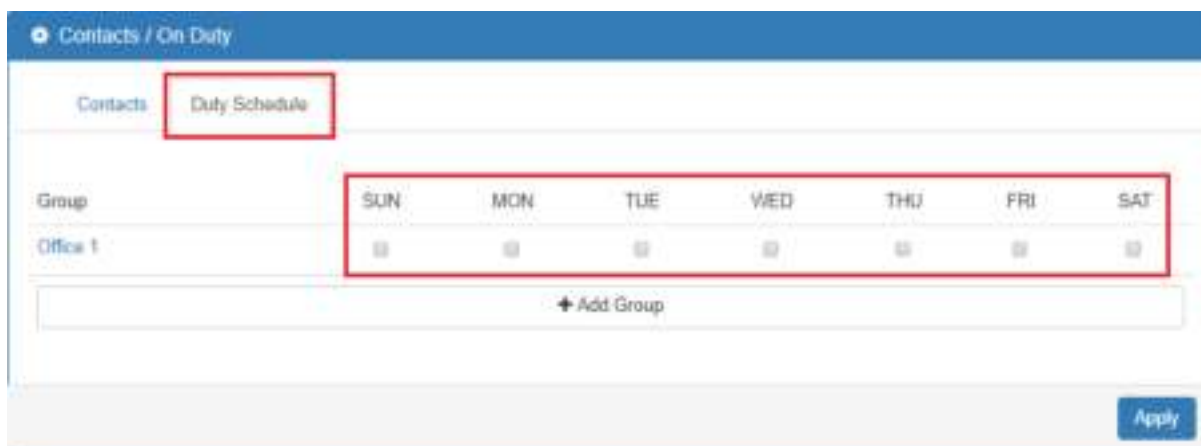 Contacts / On Duty
Contacts Duty Schedule
Group SUN MON TUE WED THU FRI SAT
Office 1
+ Add Group
Apply